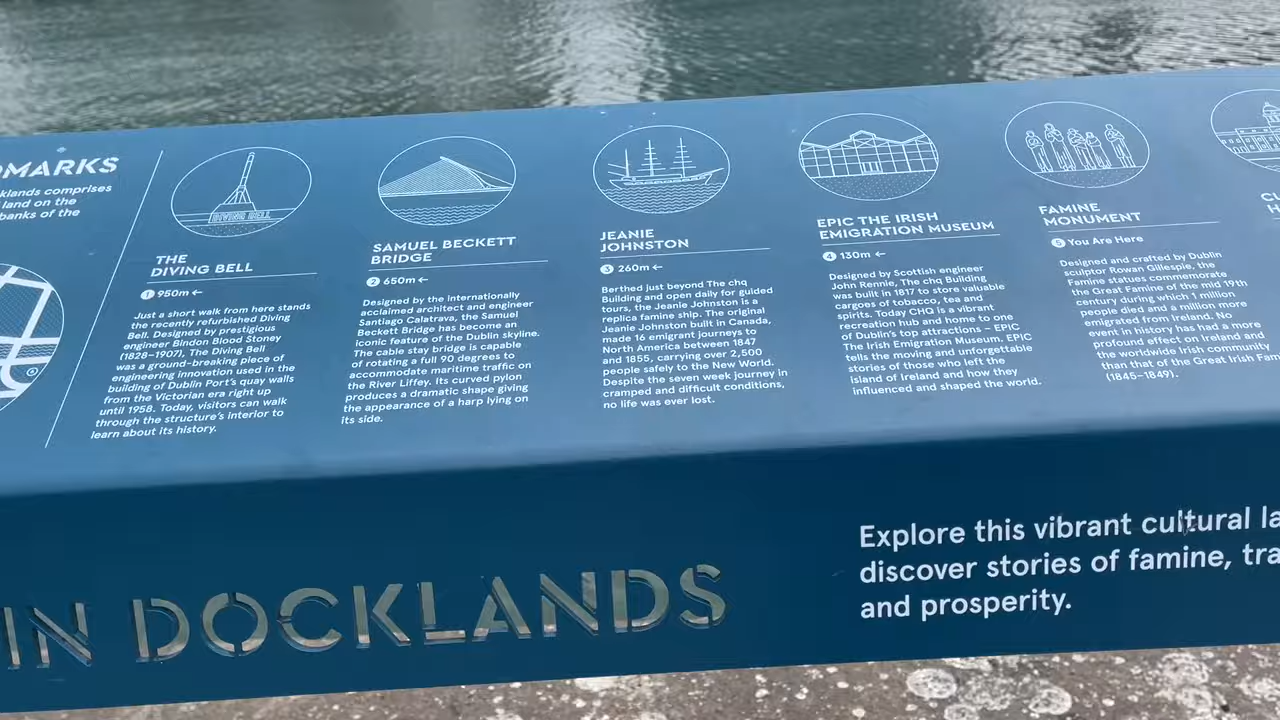 DMARKS
klands comprises
land on the
banks of the
DIVING BELL
THE
DIVING BELL
1 950m ←
Just a short walk from here stands
the recently refurbished Diving
Bell. Designed by prestigious
engineer Bindon Blood Stoney
(1828–1907), The Diving Bell
was a ground-breaking piece of
engineering innovation used in the
building of Dublin Port's quay walls
from the Victorian era right up
until 1958. Today, visitors can walk
through the structure's interior to
learn about its history.
SAMUEL BECKETT
BRIDGE
2 650m ←
Designed by the internationally
acclaimed architect and engineer
Santiago Calatrava, the Samuel
Beckett Bridge has become an
iconic feature of the Dublin skyline.
The cable stay bridge is capable
of rotating a full 90 degrees to
accommodate maritime traffic on
the River Liffey. Its curved pylon
produces a dramatic shape giving
the appearance of a harp lying on
its side.
JEANIE
JOHNSTON
3 260m ←
Berthed just beyond The chq
Building and open daily for guided
tours, the Jeanie Johnston is a
replica famine ship. The original
Jeanie Johnston built in Canada,
made 16 emigrant journeys to
North America between 1847
and 1855, carrying over 2,500
people safely to the New World.
Despite the seven week journey in
cramped and difficult conditions,
no life was ever lost.
EPIC THE IRISH
EMIGRATION MUSEUM
4 130m ←
Designed by Scottish engineer
John Rennie, The chq Building
was built in 1817 to store valuable
cargoes of tobacco, tea and
spirits. Today CHQ is a vibrant
recreation hub and home to one
of Dublin's top attractions – EPIC
The Irish Emigration Museum. EPIC
tells the moving and unforgettable
stories of those who left the
island of Ireland and how they
influenced and shaped the world.
FAMINE
MONUMENT
5 You Are Here
Designed and crafted by Dublin
sculptor Rowan Gillespie, the
Famine statues commemorate
the Great Famine of the mid 19th
century during which 1 million
people died and a million more
emigrated from Ireland. No
event in history has had a more
profound effect on Ireland and
the worldwide Irish community
than that of the Great Irish Fam
(1845–1849).
CU
H
IN DOCKLANDS
Explore this vibrant cultural la
discover stories of famine, tra
and prosperity.